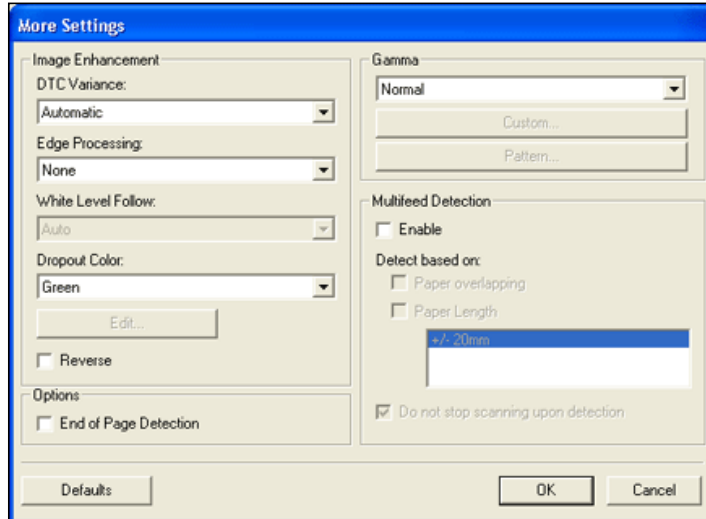 More Settings
Image Enhancement
DTC Variance:
Automatic
Edge Processing:
None
White Level Follow:
Auto
Dropout Color:
Green
Edit...
Reverse
Options
End of Page Detection
Gamma
Normal
Custom...
Pattern...
Multifeed Detection
Enable
Detect based on:
Paper overlapping
Paper Length
+/- 20mm
Do not stop scanning upon detection
Defaults
OK
Cancel